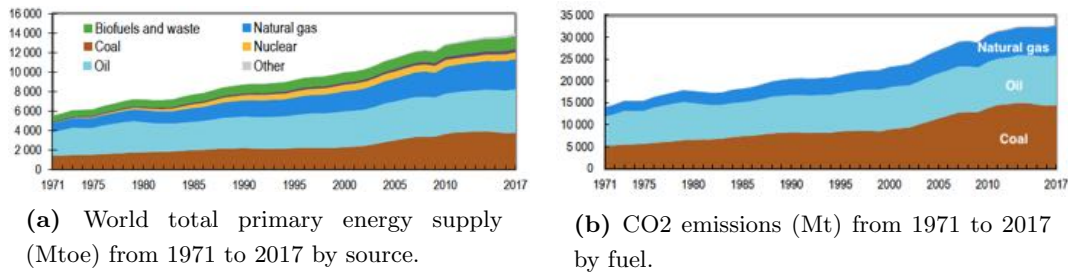 16 000
14 000
12 000
10 000
8 000
6 000
4 000
2 000
0
Biofuels and waste
Natural gas
Coal
Nuclear
Oil
Other
1971 1975 1980 1985 1990 1995 2000 2005 2010 2017
(a) World total primary energy supply
(Mtoe) from 1971 to 2017 by source.
35 000
30 000
25 000
20 000
15 000
10 000
5 000
0
Natural gas
Oil
Coal
1971 1975 1980 1985 1990 1995 2000 2005 2010 2017
(b) CO2 emissions (Mt) from 1971 to 2017
by fuel.